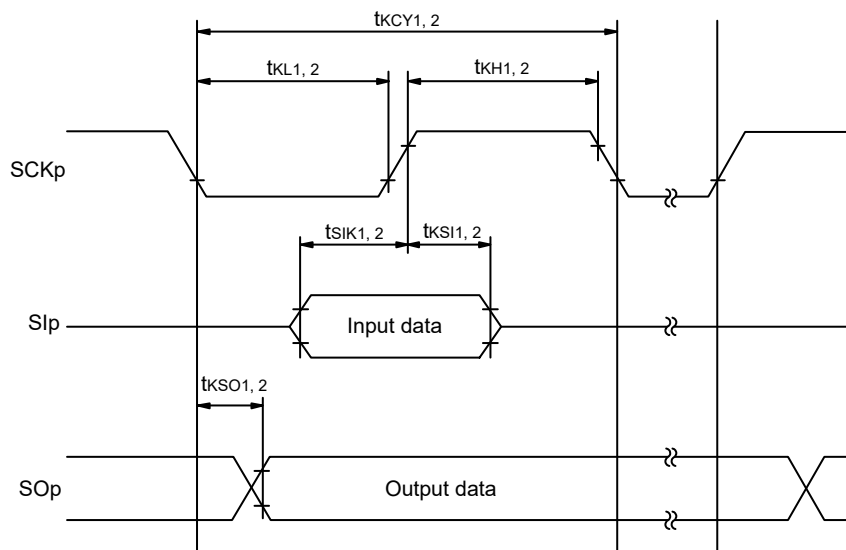 tKCY1, 2
tKL1, 2
tKH1, 2
SCKp
tSIK1, 2
tKSI1, 2
SIp
Input data
tKSO1, 2
SOp
Output data